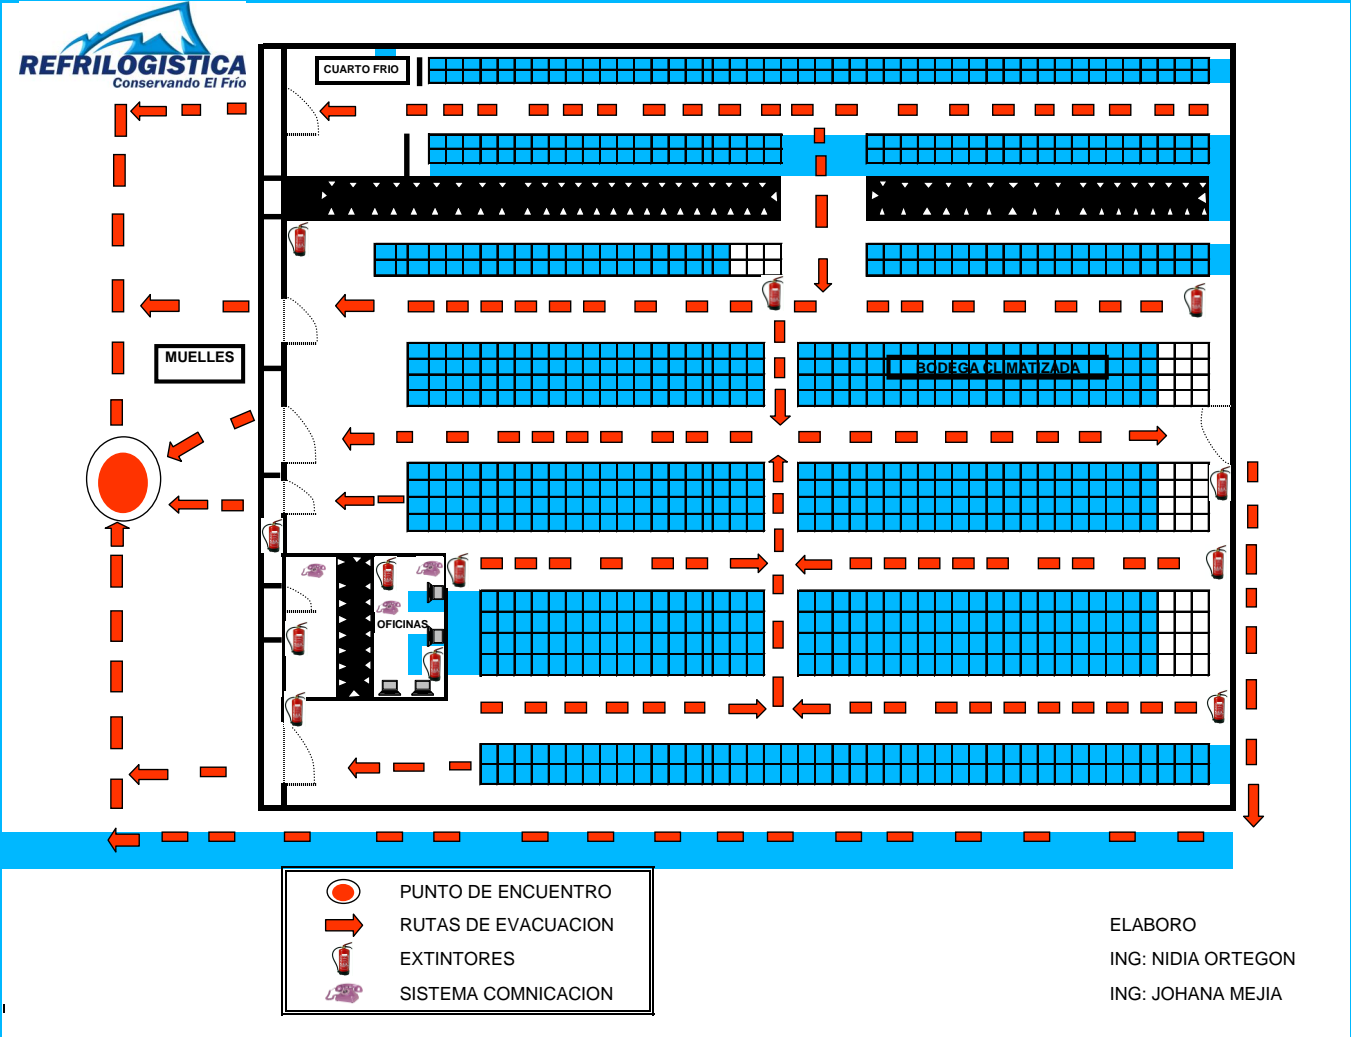 REFRILOGISTICA
Conservando El Frío
CUARTO FRIO
MUELLES
BODEGA CLIMATIZADA
OFICINAS
PUNTO DE ENCUENTRO
RUTAS DE EVACUACION
EXTINTORES
SISTEMA COMNICACION
ELABORO
ING: NIDIA ORTEGON
ING: JOHANA MEJIA